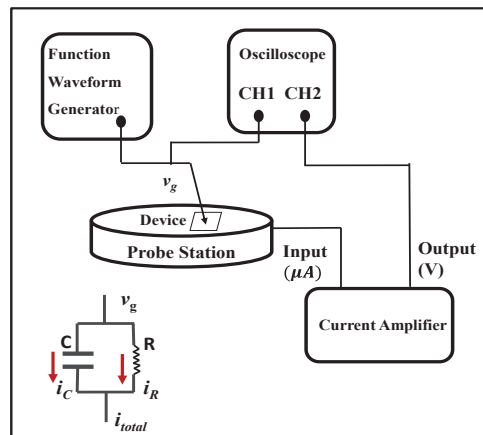 Function
Waveform
Generator
Oscilloscope
CH1 CH2
v_g
Device
Probe Station
Input
(μA)
Output
(V)
Current Amplifier
v_g
C
R
i_C
i_R
i_total